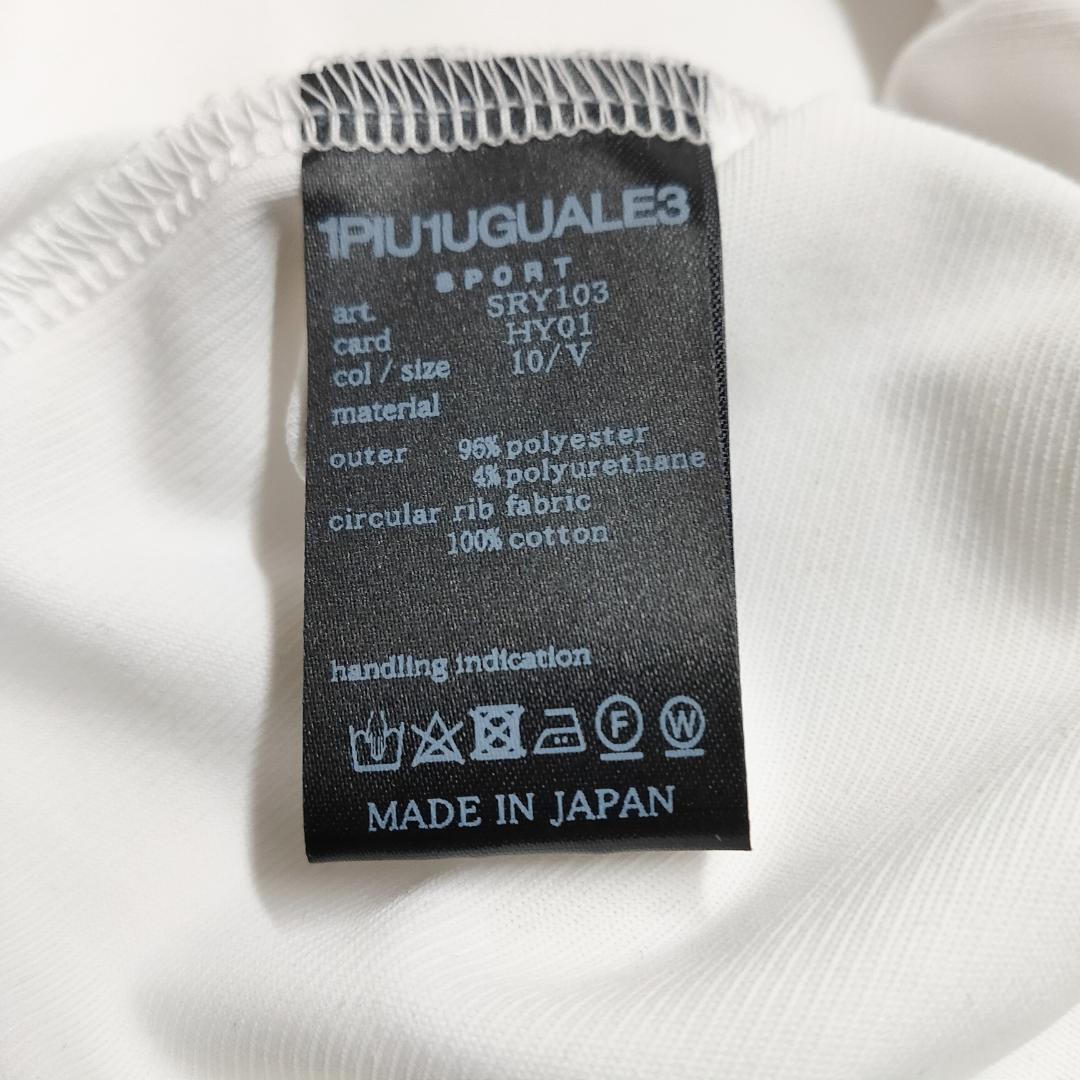 1PIU1UGUALE3
SPORT
art. SRY103
card HY01
col / size 10/V
material
outer 96% polyester
4% polyurethane
circular rib fabric
100% cotton
handling indication
F W
MADE IN JAPAN